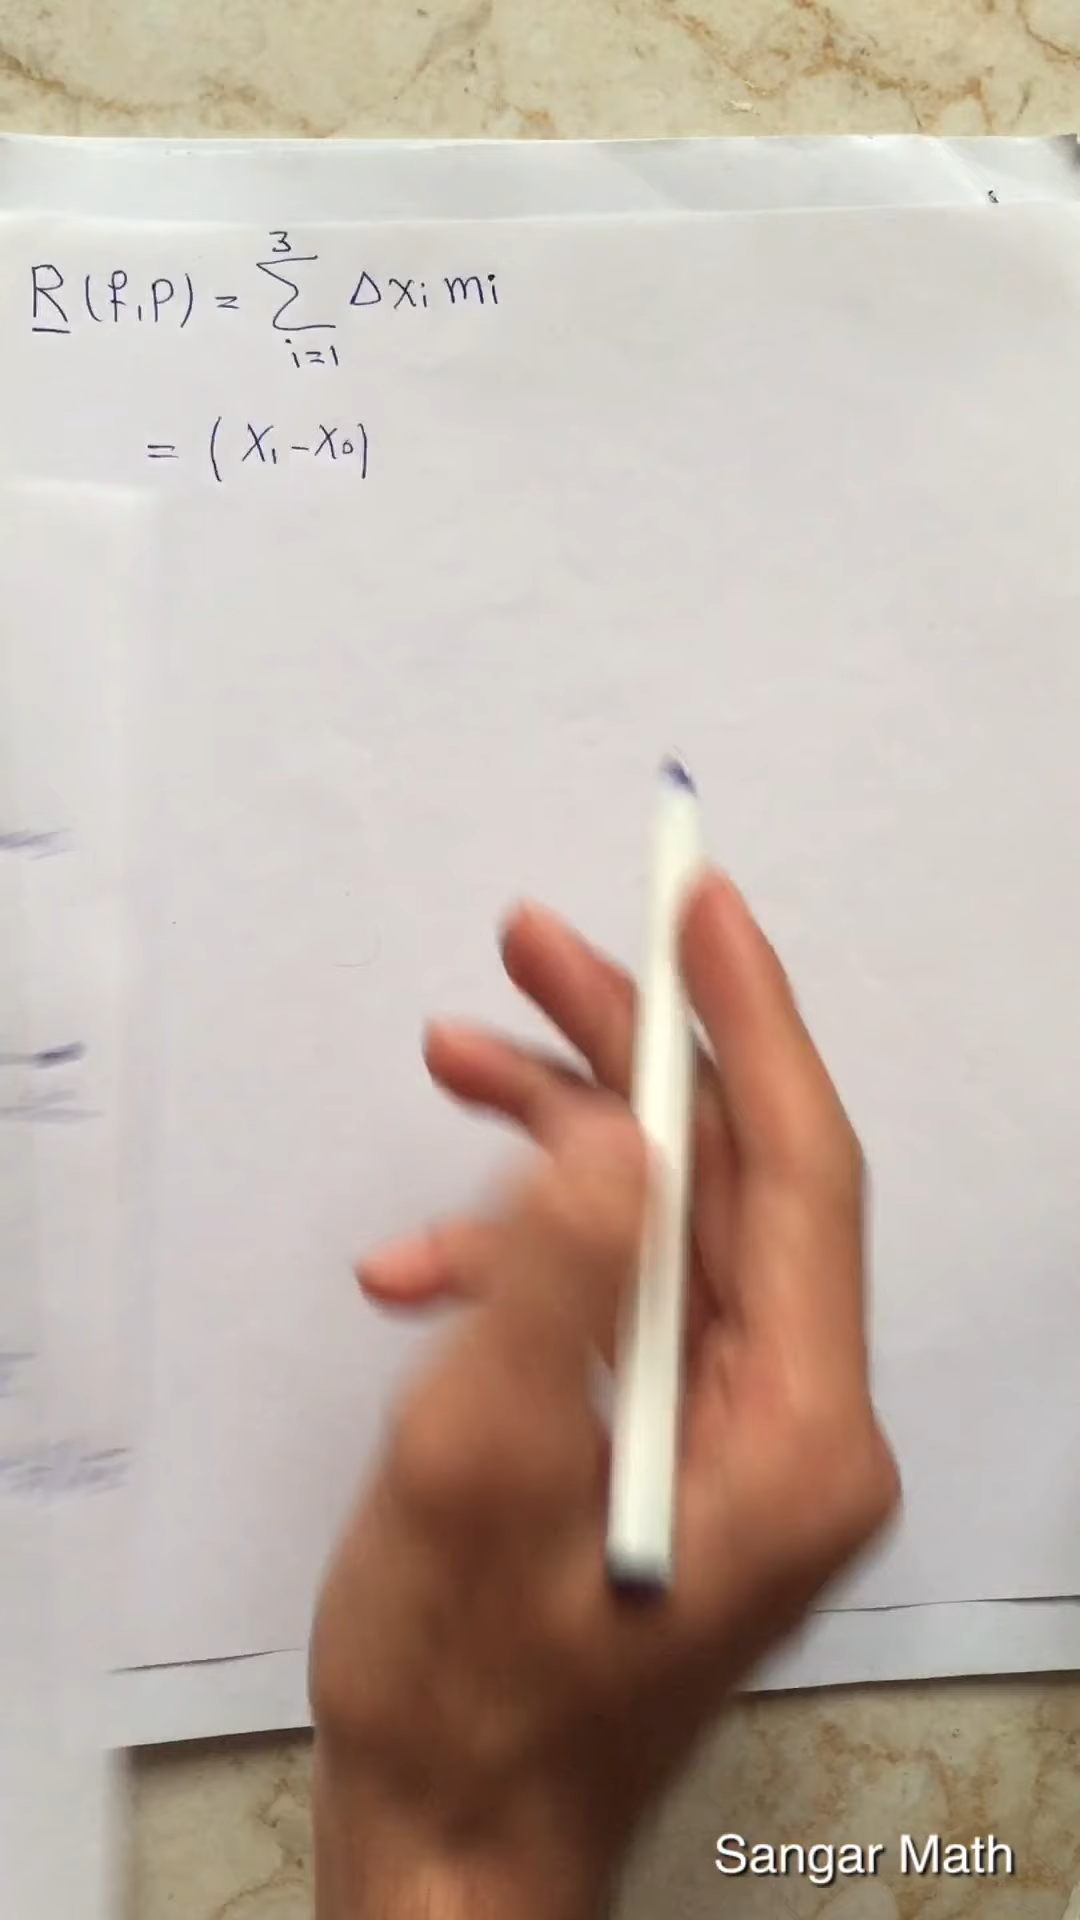 R(f,P) = 3∑i=1 Δxi mi
= (x1-x0)
Sangar Math